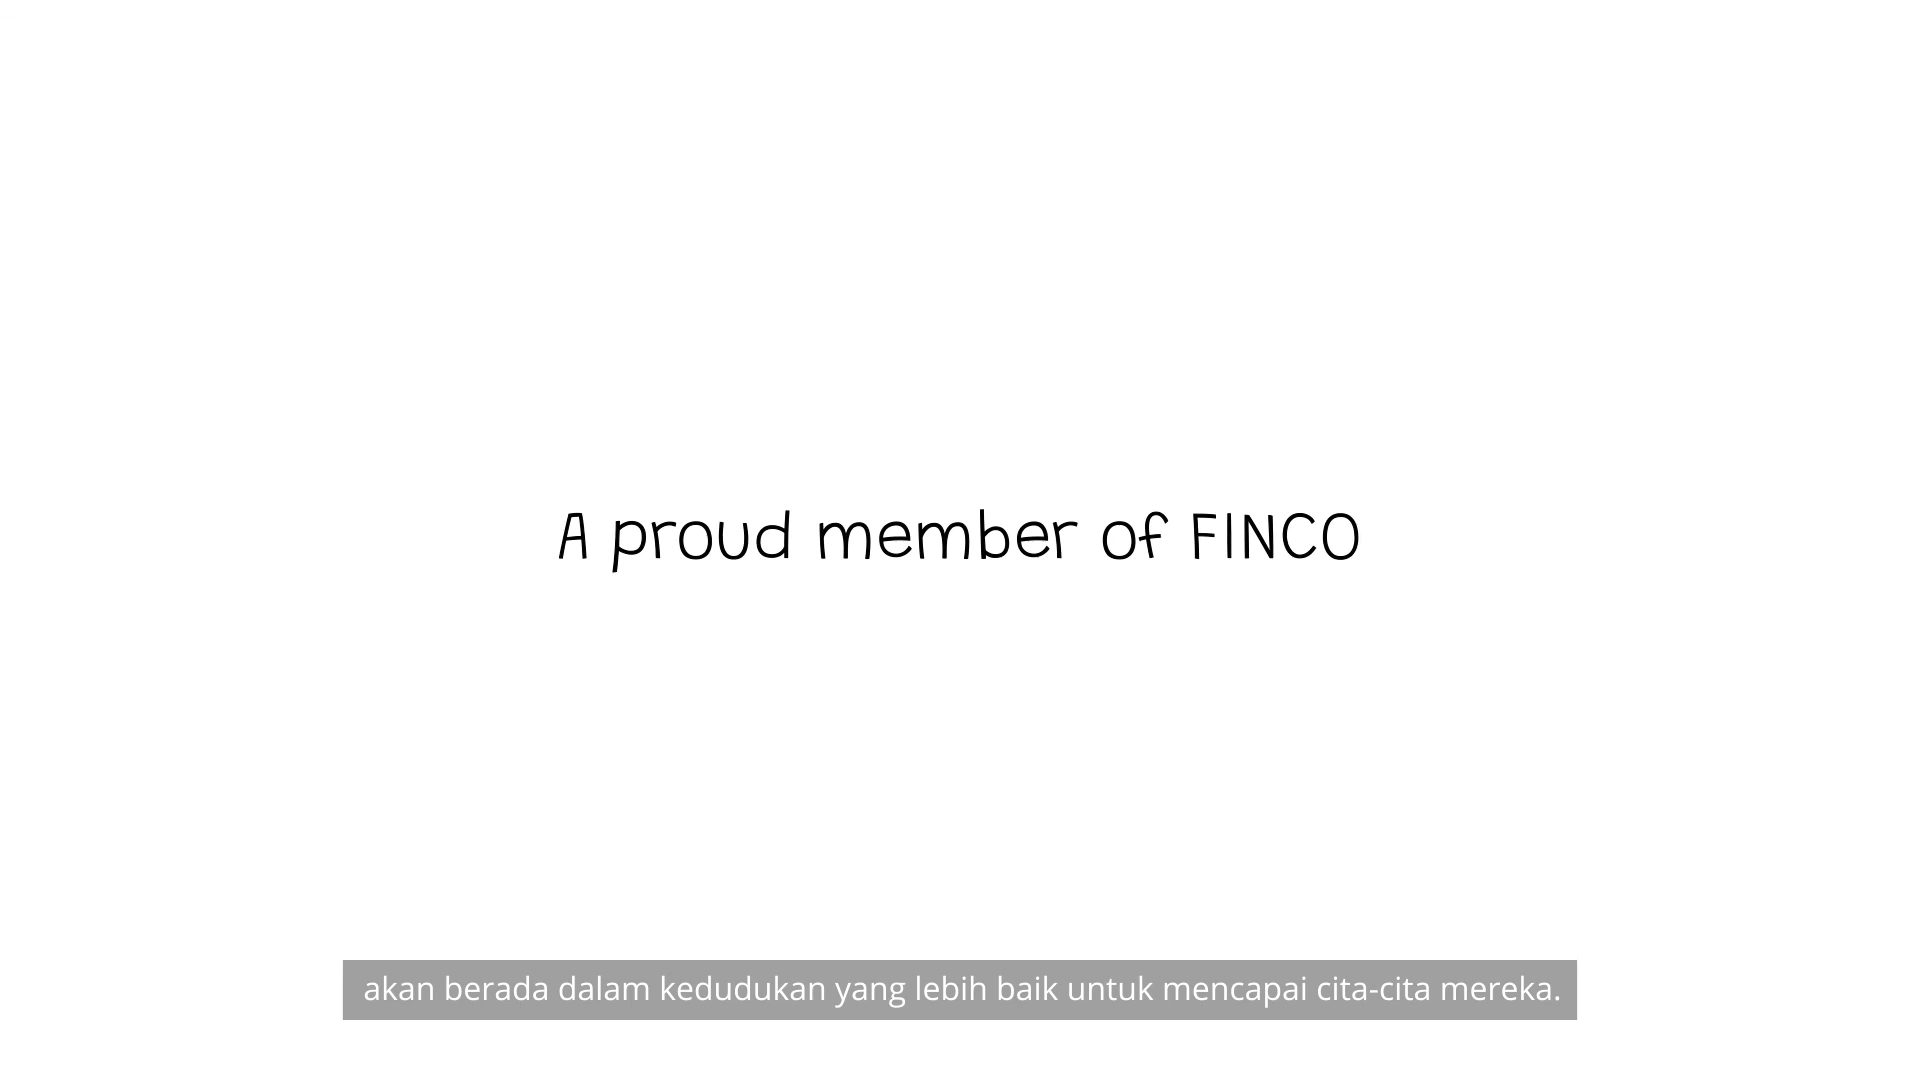 A proud member of FINCO
akan berada dalam kedudukan yang lebih baik untuk mencapai cita-cita mereka.